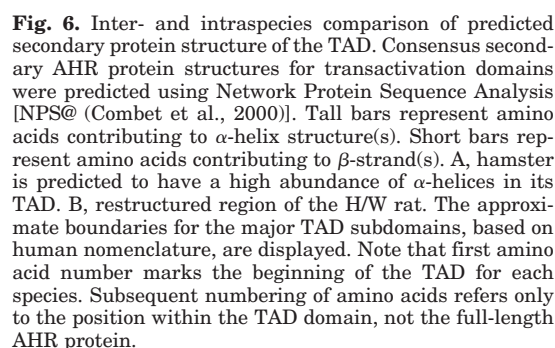 Fig. 6. Inter- and intraspecies comparison of predicted
secondary protein structure of the TAD. Consensus second-
ary AHR protein structures for transactivation domains
were predicted using Network Protein Sequence Analysis
[NPS@ (Combet et al., 2000)]. Tall bars represent amino
acids contributing to α-helix structure(s). Short bars rep-
resent amino acids contributing to β-strand(s). A, hamster
is predicted to have a high abundance of α-helices in its
TAD. B, restructured region of the H/W rat. The approxi-
mate boundaries for the major TAD subdomains, based on
human nomenclature, are displayed. Note that first amino
acid number marks the beginning of the TAD for each
species. Subsequent numbering of amino acids refers only
to the position within the TAD domain, not the full-length
AHR protein.